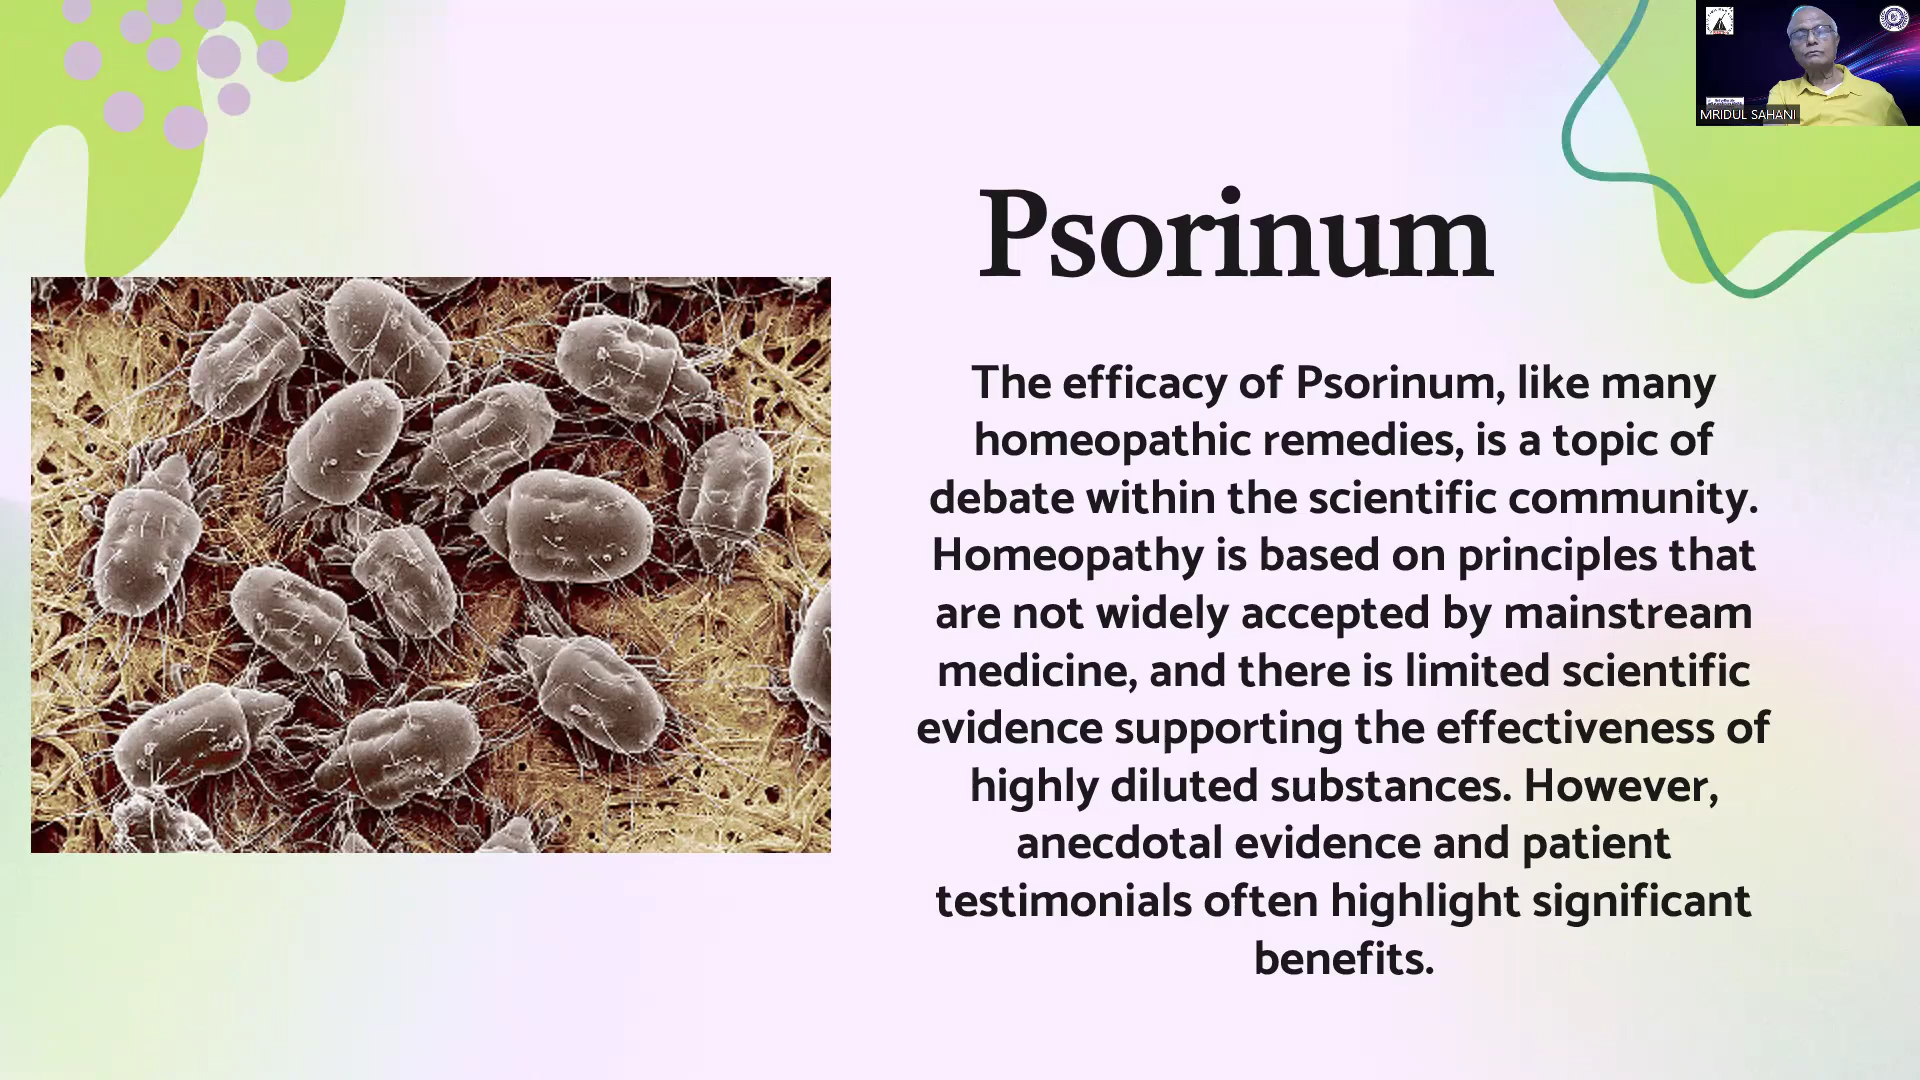 MRIDUL SAHANI
Psorinum
The efficacy of Psorinum, like many
homeopathic remedies, is a topic of
debate within the scientific community.
Homeopathy is based on principles that
are not widely accepted by mainstream
medicine, and there is limited scientific
evidence supporting the effectiveness of
highly diluted substances. However,
anecdotal evidence and patient
testimonials often highlight significant
benefits.